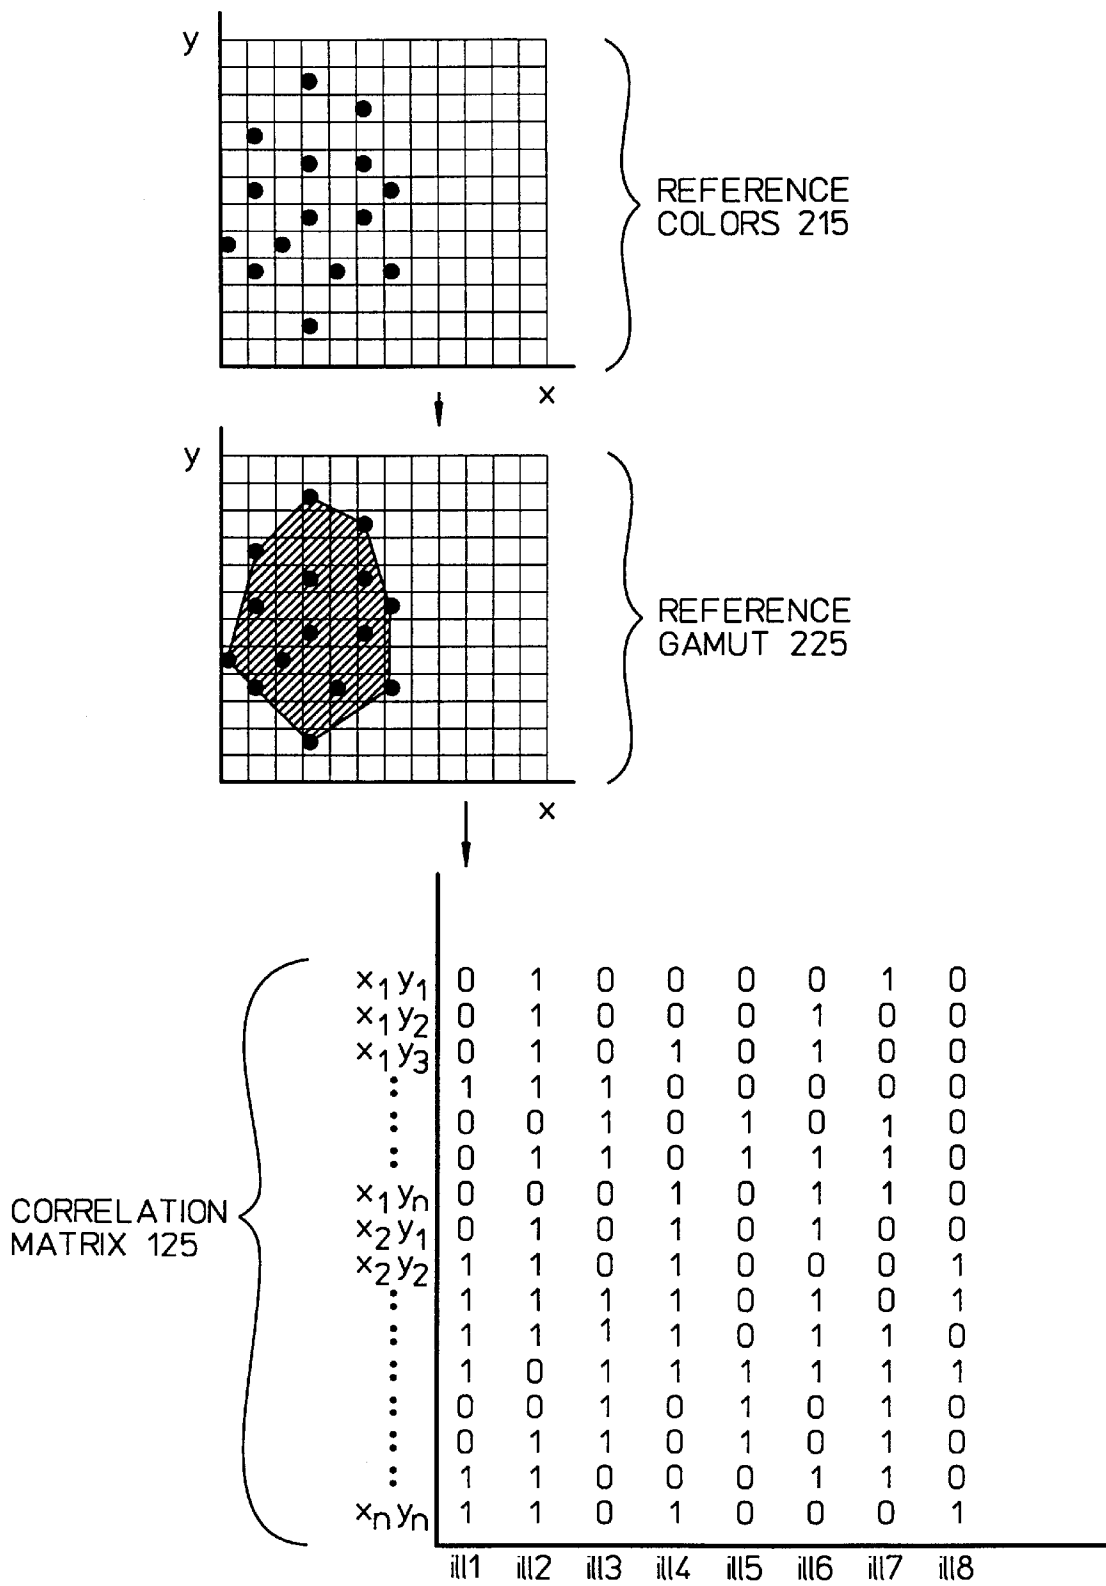 y
REFERENCE
COLORS 215
x
y
REFERENCE
GAMUT 225
x
CORRELATION
MATRIX 125
x₁y₁ 0 1 0 0 0 0 1 0
x₁y₂ 0 1 0 0 0 1 0 0
x₁y₃ 0 1 0 1 0 1 0 0
⋮ 1 1 1 0 0 0 0 0
⋮ 0 0 1 0 1 0 1 0
⋮ 0 1 1 0 1 1 1 0
x₁yₙ 0 0 0 1 0 1 1 0
x₂y₁ 0 1 0 1 0 1 0 0
x₂y₂ 1 1 0 1 0 0 0 1
⋮ 1 1 1 1 0 1 0 1
⋮ 1 1 1 1 0 1 1 0
⋮ 1 0 1 1 1 1 1 1
⋮ 0 0 1 0 1 0 1 0
⋮ 0 1 1 0 1 0 1 0
⋮ 1 1 0 0 0 1 1 0
xₙyₙ 1 1 0 1 0 0 0 1
ill1 ill2 ill3 ill4 ill5 ill6 ill7 ill8